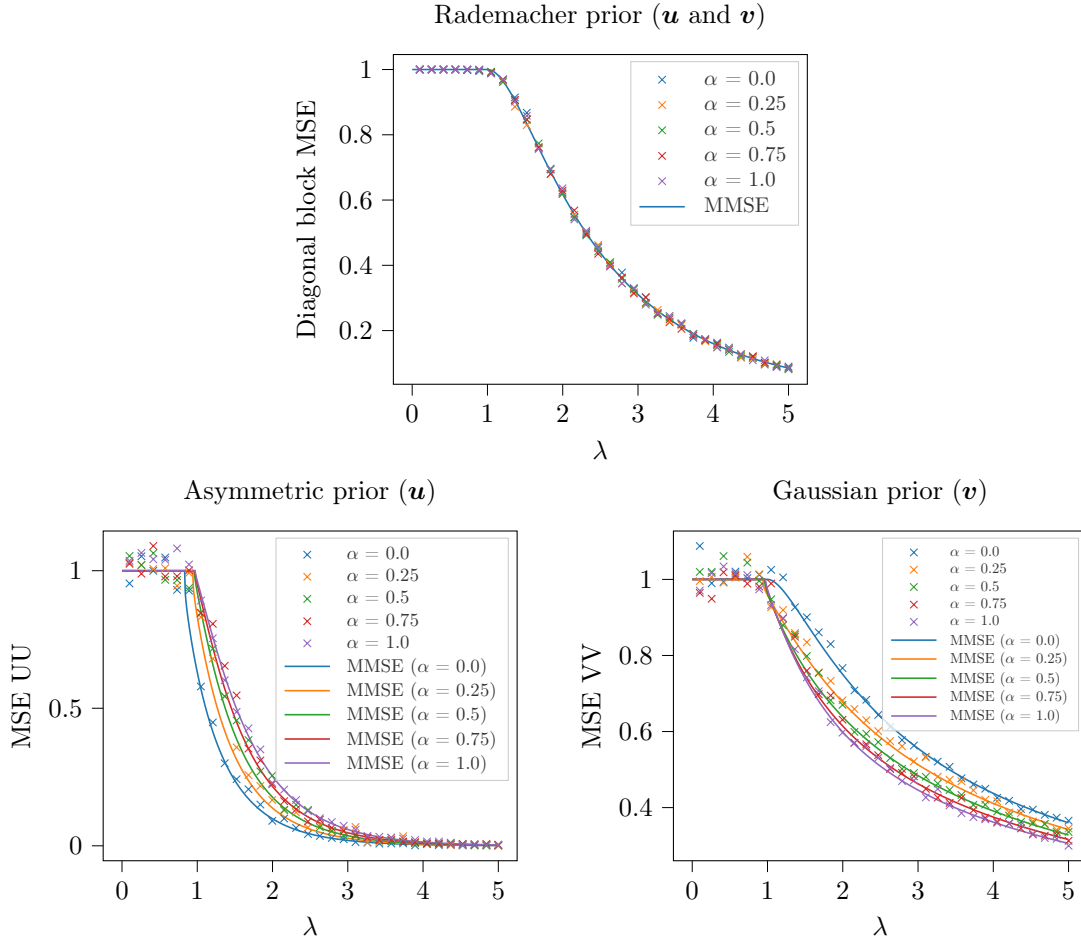 Rademacher prior (u and v)
Diagonal block MSE
1
0.8
0.6
0.4
0.2
α = 0.0
α = 0.25
α = 0.5
α = 0.75
α = 1.0
MMSE
0 1 2 3 4 5
λ
Asymmetric prior (u)
MSE UU
1
0.5
0
α = 0.0
α = 0.25
α = 0.5
α = 0.75
α = 1.0
MMSE (α = 0.0)
MMSE (α = 0.25)
MMSE (α = 0.5)
MMSE (α = 0.75)
MMSE (α = 1.0)
0 1 2 3 4 5
λ
Gaussian prior (v)
MSE VV
1
0.8
0.6
0.4
α = 0.0
α = 0.25
α = 0.5
α = 0.75
α = 1.0
MMSE (α = 0.0)
MMSE (α = 0.25)
MMSE (α = 0.5)
MMSE (α = 0.75)
MMSE (α = 1.0)
0 1 2 3 4 5
λ